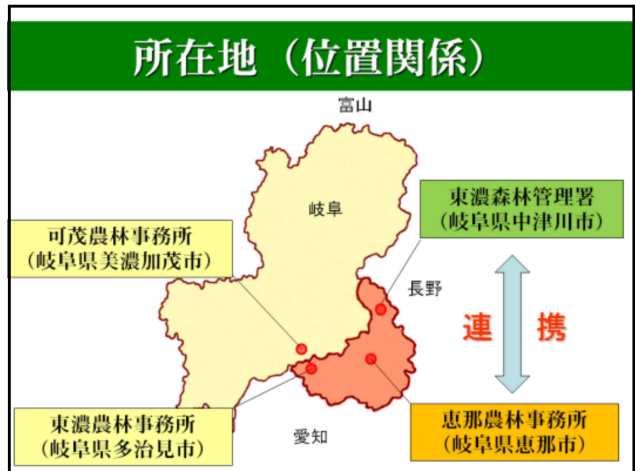 所在地（位置関係）
富山
岐阜
東濃森林管理署
（岐阜県中津川市）
可茂農林事務所
（岐阜県美濃加茂市）
長野
連 携
東濃農林事務所
（岐阜県多治見市）
愛知
恵那農林事務所
（岐阜県恵那市）